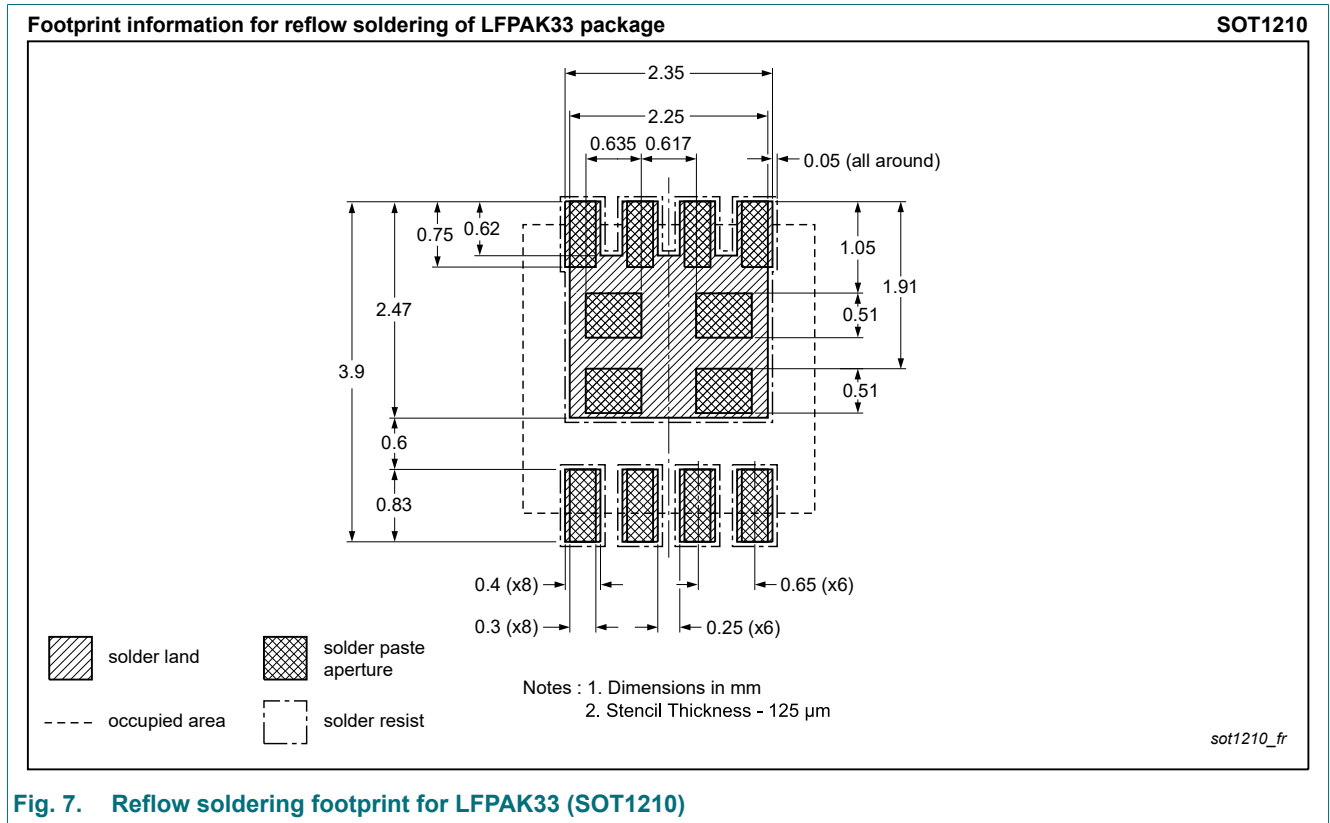 Footprint information for reflow soldering of LFPAK33 package SOT1210
2.35
2.25
0.635 0.617
0.05 (all around)
0.75 0.62
1.05
1.91
2.47
0.51
3.9
0.51
0.6
0.83
0.4 (x8)
0.65 (x6)
0.3 (x8)
0.25 (x6)
solder land
solder paste
aperture
occupied area
solder resist
Notes : 1. Dimensions in mm
2. Stencil Thickness - 125 μm
sot1210_fr
Fig. 7. Reflow soldering footprint for LFPAK33 (SOT1210)